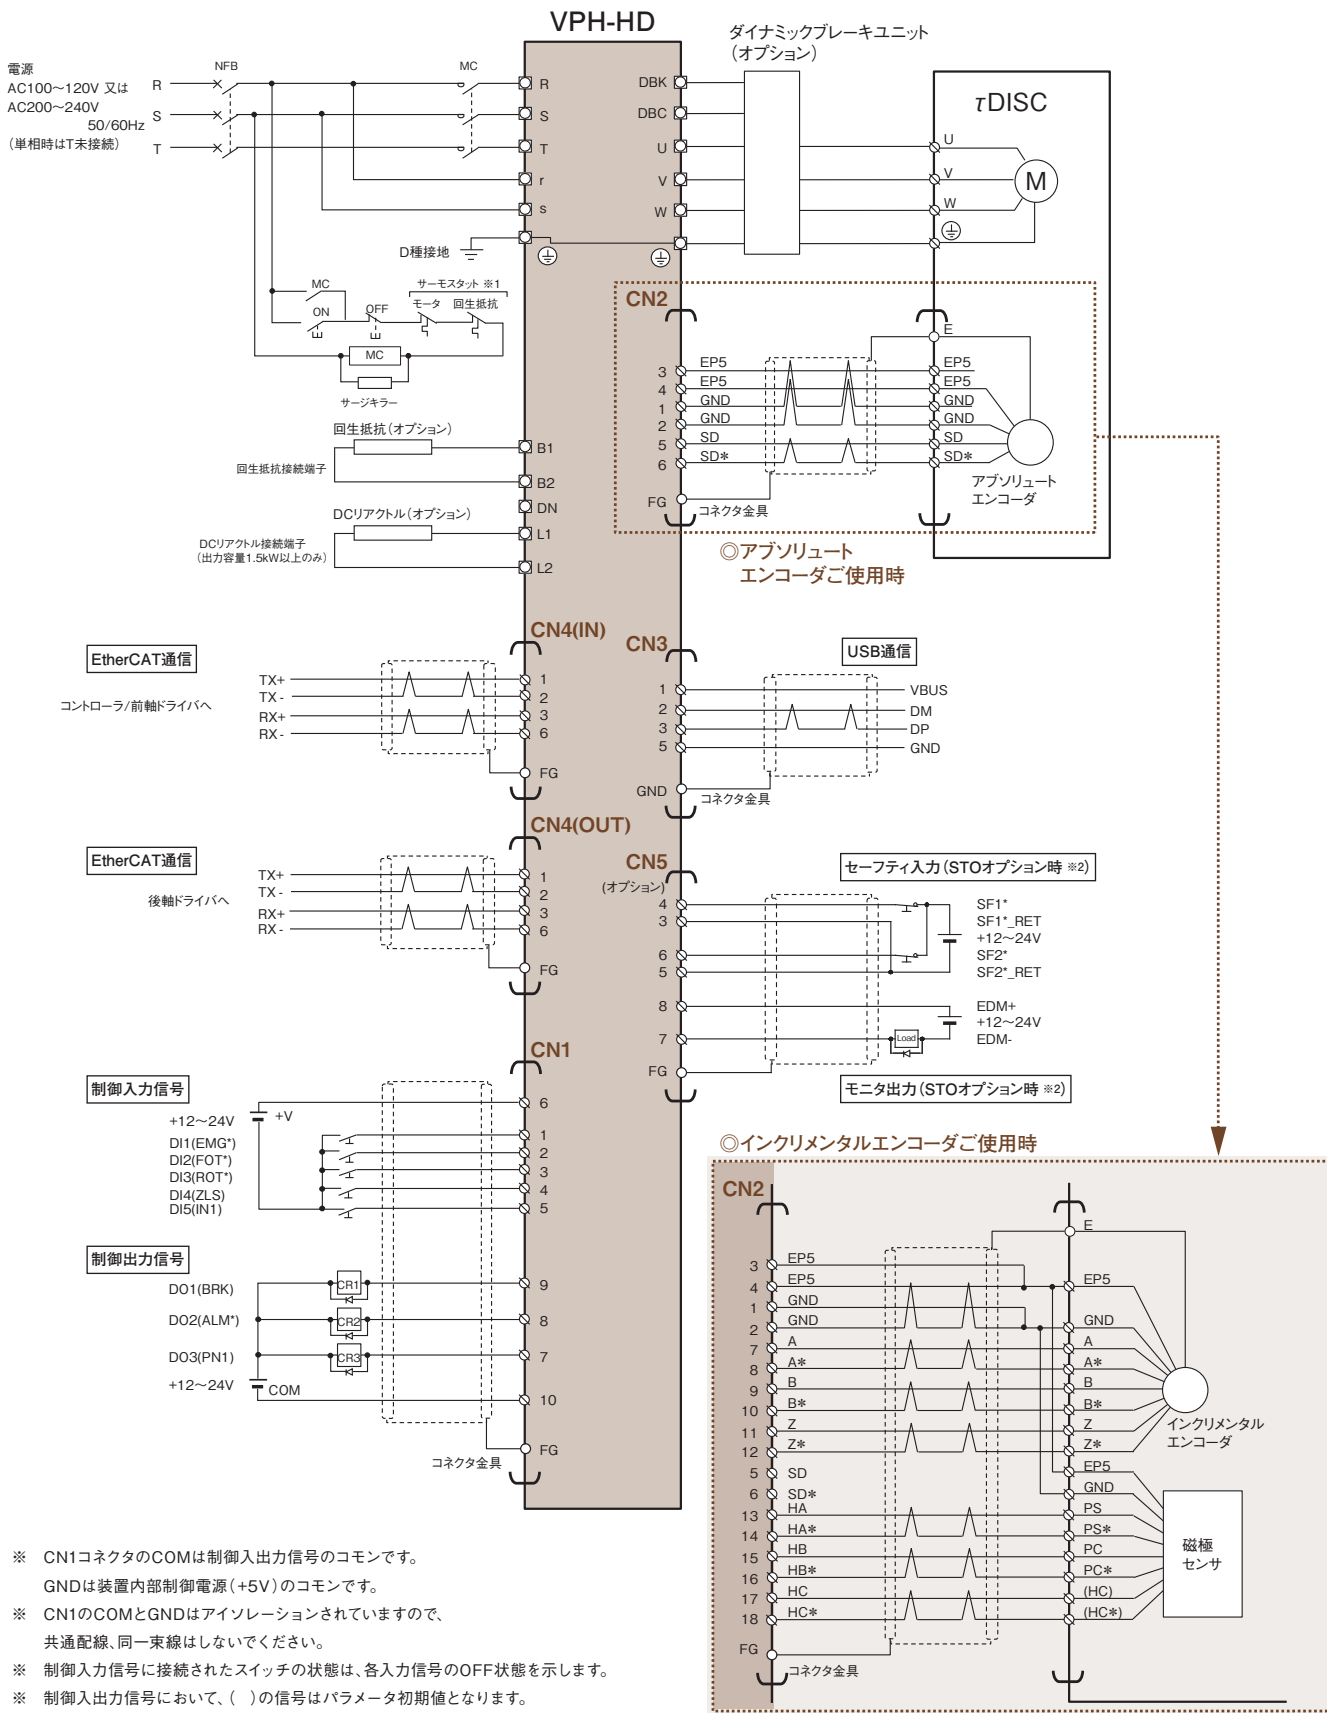 VPH-HD
電源
AC100～120V 又は
AC200～240V
50/60Hz
(単相時はT未接続)
R
S
T
NFB
MC
R
S
T
r
s
D種接地
MC
ON
OFF
サーモスタット ※1
モータ
回生抵抗
MC
サージキラー
回生抵抗(オプション)
回生抵抗接続端子
B1
B2
DN
DCリアクトル(オプション)
DCリアクトル接続端子
(出力容量1.5kW以上のみ)
L1
L2
ダイナミックブレーキユニット
(オプション)
DBK
DBC
U
V
W
τDISC
U
V
W
M
CN2
3 EP5
4 EP5
1 GND
2 GND
5 SD
6 SD*
FG
コネクタ金具
E
EP5
EP5
GND
GND
SD
SD*
アブソリュート
エンコーダ
◎アブソリュート
エンコーダご使用時
CN4(IN)
EtherCAT通信
コントローラ/前軸ドライバへ
TX+ 1
TX - 2
RX+ 3
RX - 6
FG
CN3
USB通信
1 VBUS
2 DM
3 DP
5 GND
GND
コネクタ金具
CN4(OUT)
EtherCAT通信
後軸ドライバへ
TX+ 1
TX - 2
RX+ 3
RX - 6
FG
CN5
(オプション)
セーフティ入力(STOオプション時 ※2)
4 SF1*
3 SF1*_RET
+12～24V
6 SF2*
5 SF2*_RET
8 EDM+
+12～24V
7 Load EDM-
FG
モニタ出力(STOオプション時 ※2)
CN1
制御入力信号
+12～24V +V 6
DI1(EMG*) 1
DI2(FOT*) 2
DI3(ROT*) 3
DI4(ZLS) 4
DI5(IN1) 5
制御出力信号
DO1(BRK) CR1 9
DO2(ALM*) CR2 8
DO3(PN1) CR3 7
+12～24V COM 10
FG
コネクタ金具
◎インクリメンタルエンコーダご使用時
CN2
E
3 EP5
4 EP5 EP5
1 GND
2 GND GND
7 A A
8 A* A*
9 B B
10 B* B*
11 Z Z
12 Z* Z*
インクリメンタル
エンコーダ
5 SD EP5
6 SD* GND
13 HA PS
14 HA* PS*
15 HB PC
16 HB* PC*
17 HC (HC)
18 HC* (HC*)
磁極
センサ
FG
コネクタ金具
※ CN1コネクタのCOMは制御入出力信号のコモンです。
GNDは装置内部制御電源(+5V)のコモンです。
※ CN1のCOMとGNDはアイソレーションされていますので、
共通配線、同一束線はしないでください。
※ 制御入力信号に接続されたスイッチの状態は、各入力信号のOFF状態を示します。
※ 制御入出力信号において、( )の信号はパラメータ初期値となります。